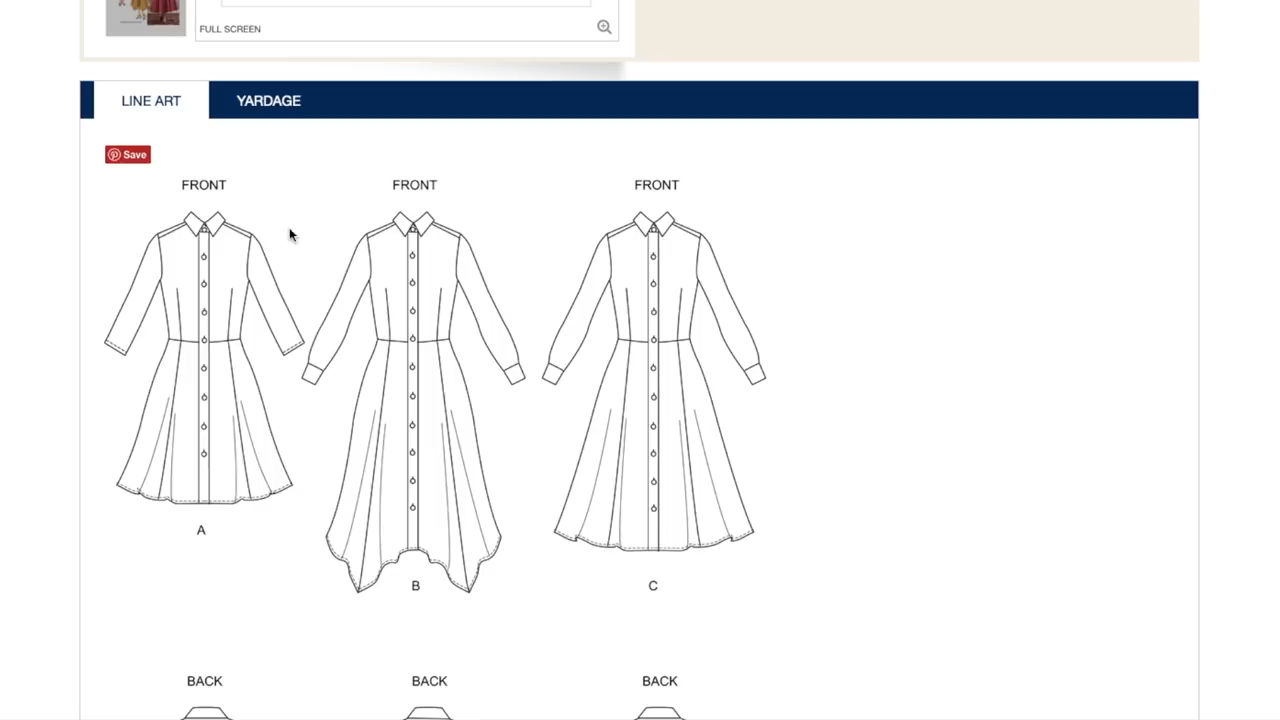 FULL SCREEN
LINE ART
YARDAGE
Save
FRONT
FRONT
FRONT
A
B
C
BACK
BACK
BACK